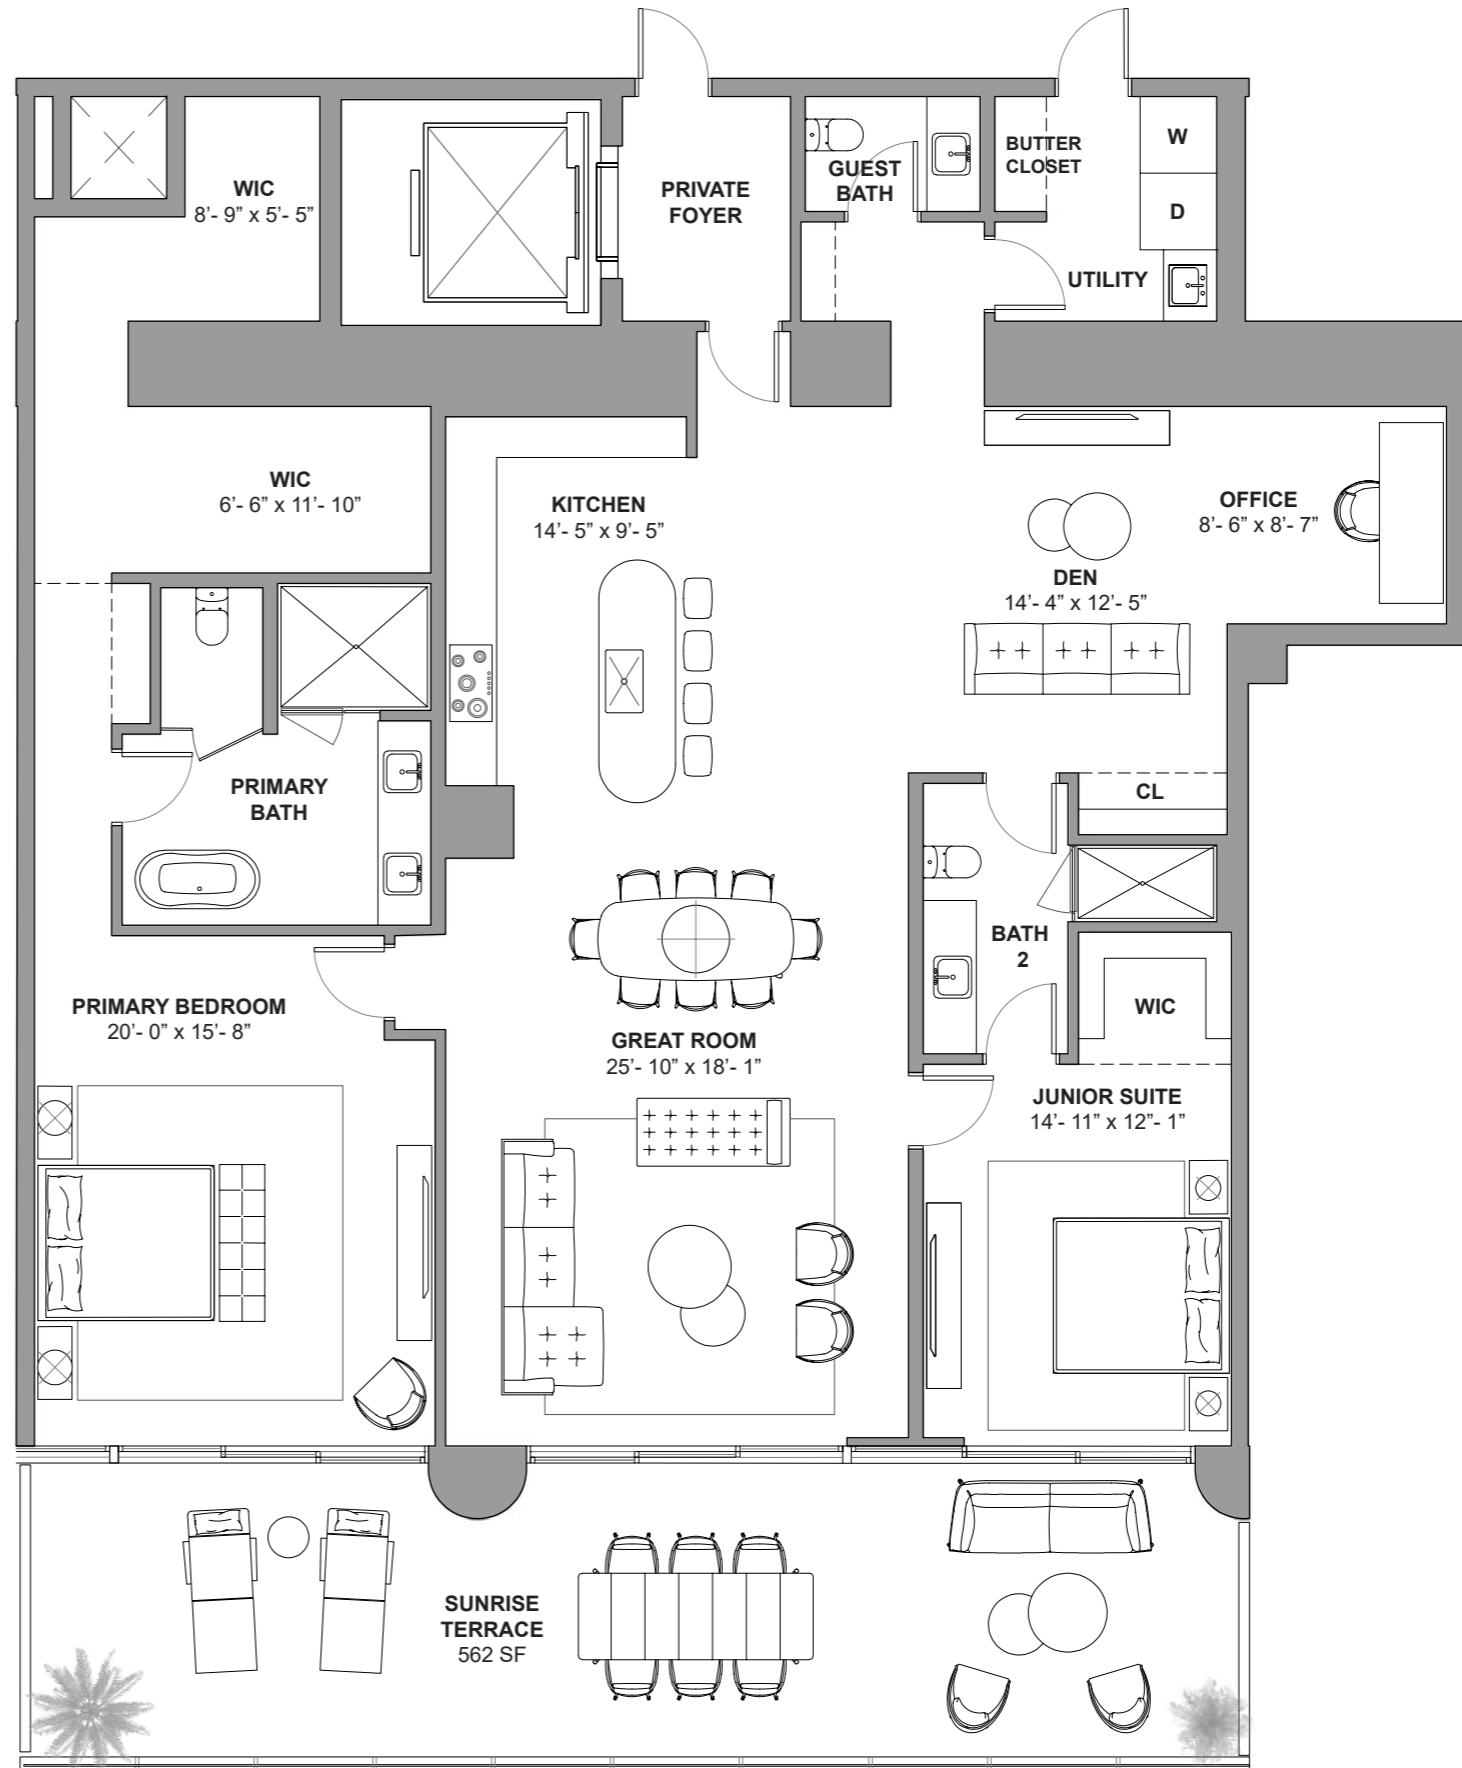 WIC
8’- 9” x 5’- 5”
PRIVATE
FOYER
GUEST
BATH
BUTTER
CLOSET
W
D
UTILITY
WIC
6’- 6” x 11’- 10”
KITCHEN
14’- 5” x 9’- 5”
OFFICE
8’- 6” x 8’- 7”
DEN
14’- 4” x 12’- 5”
PRIMARY
BATH
CL
BATH
2
WIC
PRIMARY BEDROOM
20’- 0” x 15’- 8”
GREAT ROOM
25’- 10” x 18’- 1”
JUNIOR SUITE
14’- 11” x 12”- 1”
SUNRISE
TERRACE
562 SF